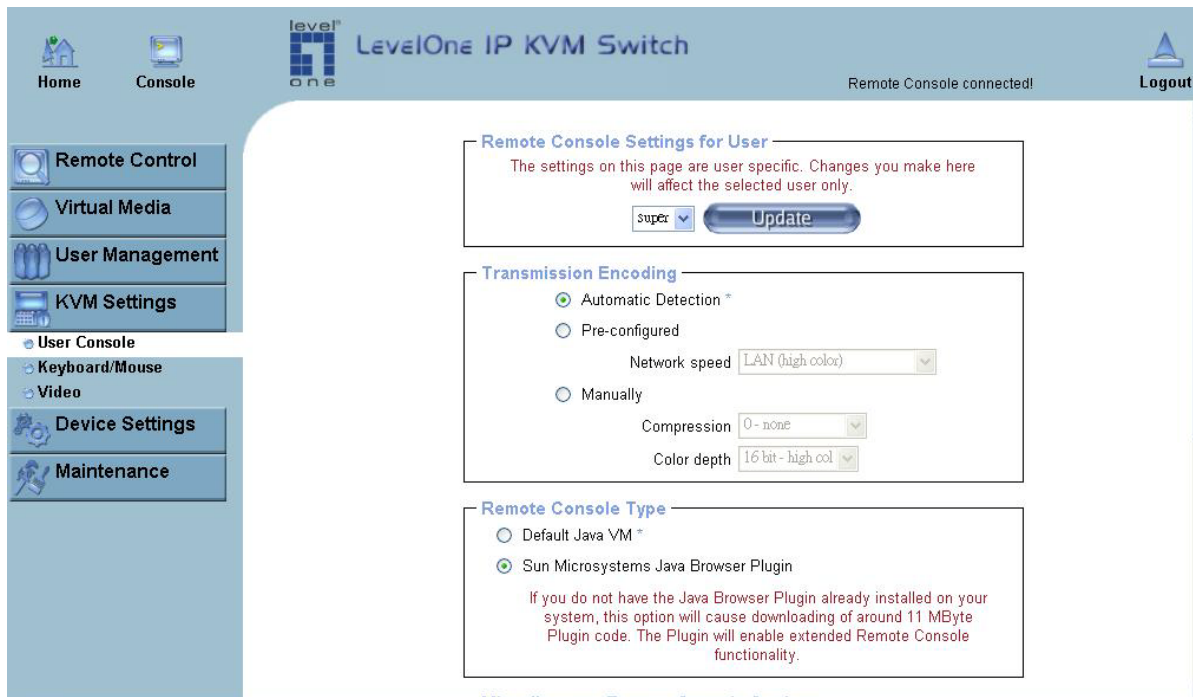 level®
one
LevelOne IP KVM Switch
Home
Console
Remote Console connected!
Logout
Remote Control
Virtual Media
User Management
KVM Settings
User Console
Keyboard/Mouse
Video
Device Settings
Maintenance
Remote Console Settings for User
The settings on this page are user specific. Changes you make here
will affect the selected user only.
super
Update
Transmission Encoding
Automatic Detection *
Pre-configured
Network speed LAN (high color)
Manually
Compression 0 - none
Color depth 16 bit - high col
Remote Console Type
Default Java VM *
Sun Microsystems Java Browser Plugin
If you do not have the Java Browser Plugin already installed on your
system, this option will cause downloading of around 11 MByte
Plugin code. The Plugin will enable extended Remote Console
functionality.